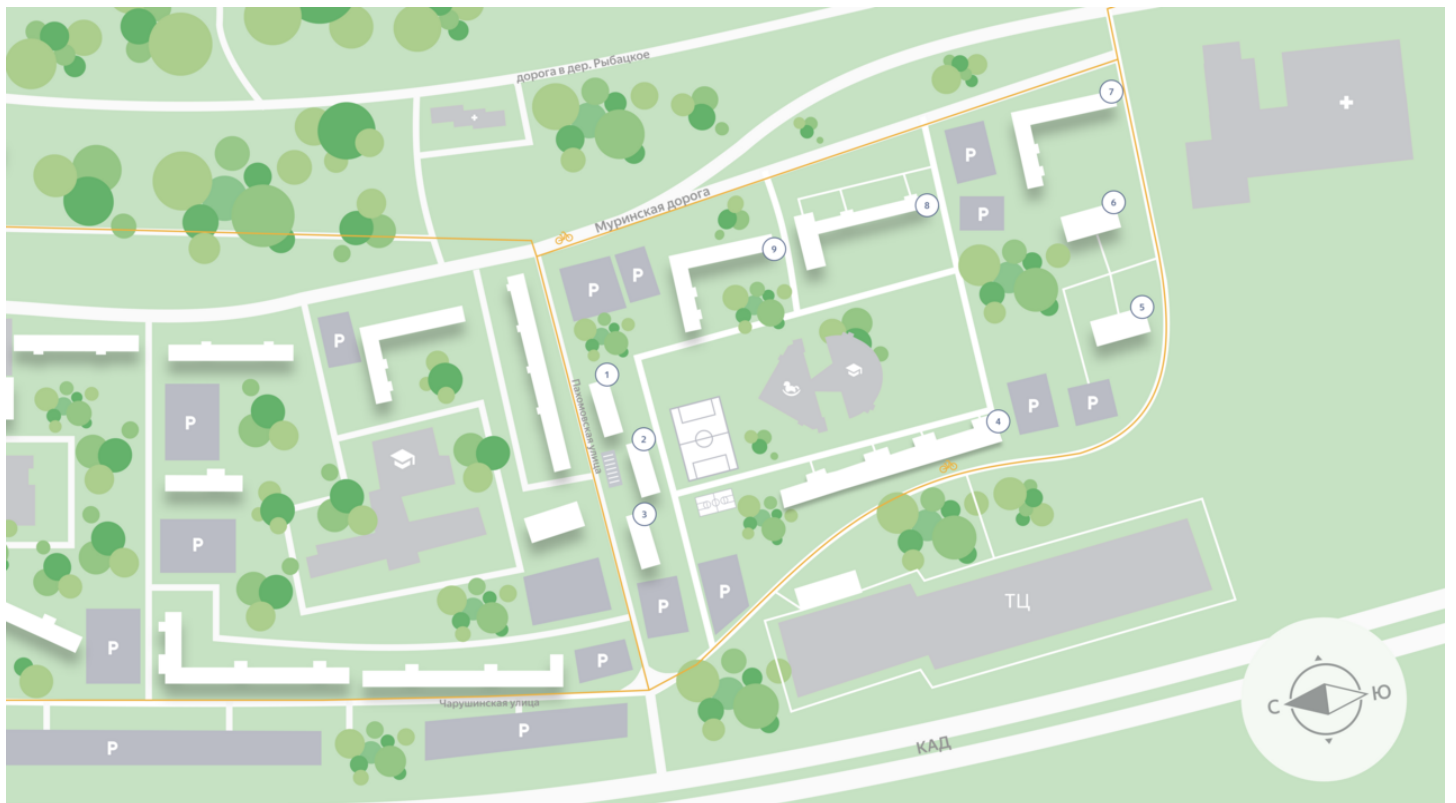 дорога в дер. Рыбацкое
7
P
Муринская дорога
8
6
P
9
P
P
5
P
1
Пахомовская улица
P
P
P
4
2
3
P
P
P
ТЦ
P
P
P
С
Ю
Чарушинская улица
P
P
КАД